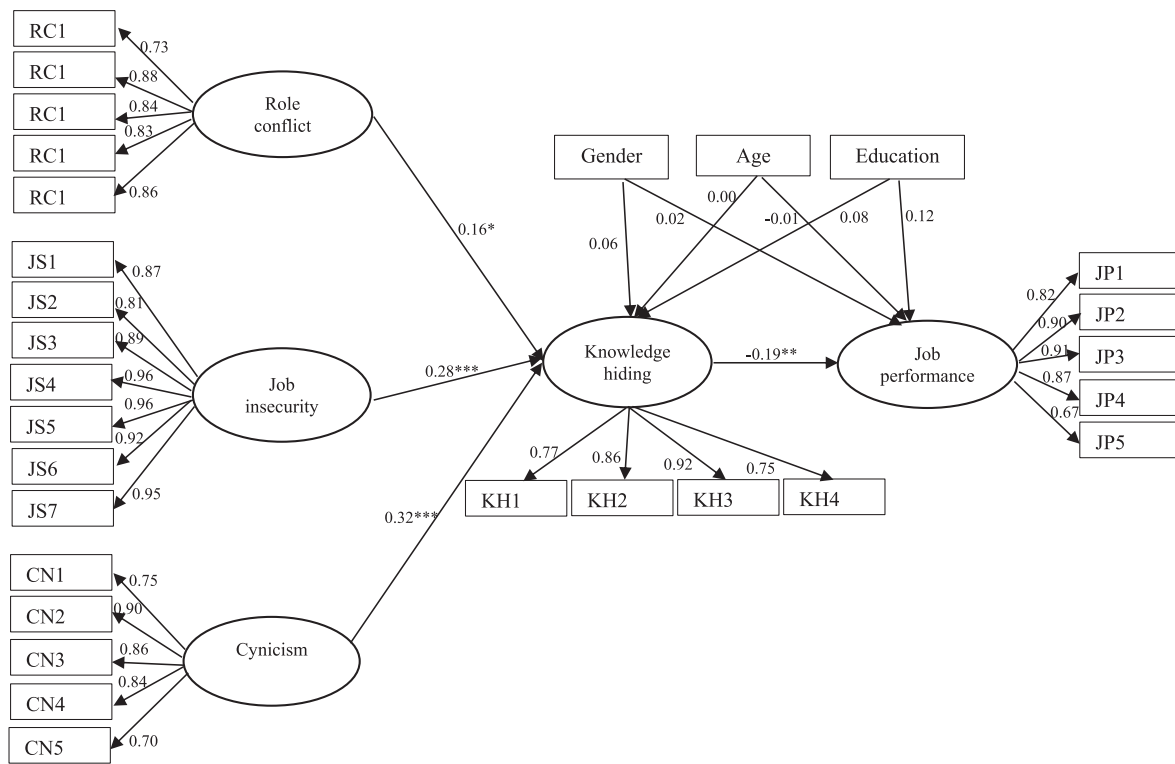 RC1
0.73
RC1
0.88
RC1
0.84
RC1
0.83
RC1
0.86
Role
conflict
0.16*
JS1
0.87
JS2
0.81
JS3
0.89
JS4
0.96
JS5
0.96
JS6
0.92
JS7
0.95
Job
insecurity
0.28***
CN1
0.75
CN2
0.90
CN3
0.86
CN4
0.84
CN5
0.70
Cynicism
0.32***
Gender
Age
Education
0.06
0.02
0.00
-0.01
0.08
0.12
Knowledge
hiding
-0.19**
Job
performance
0.77
0.86
0.92
0.75
KH1
KH2
KH3
KH4
0.82
JP1
0.90
JP2
0.91
JP3
0.87
JP4
0.67
JP5